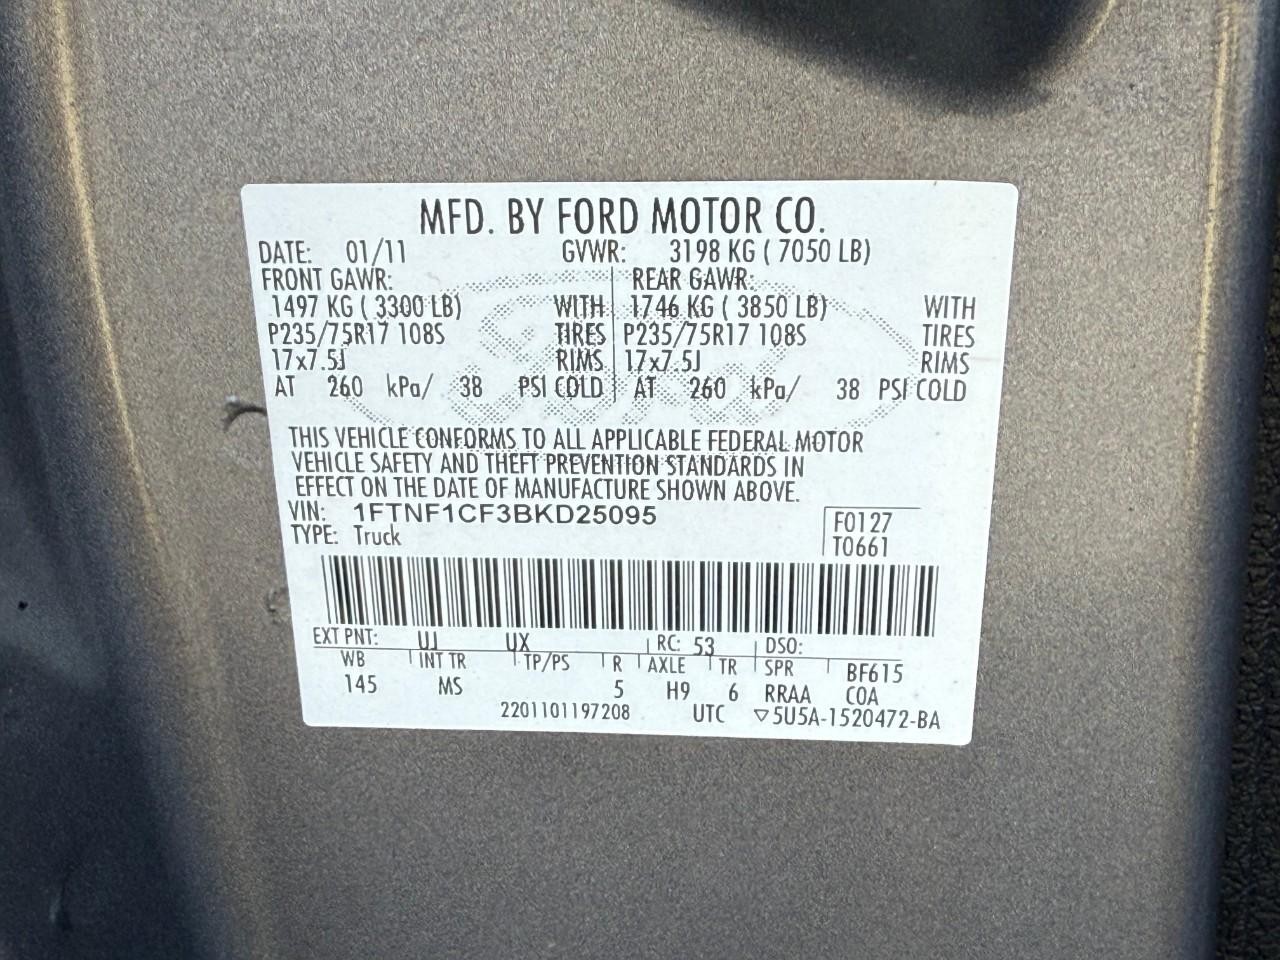 MFD. BY FORD MOTOR CO.
DATE: 01/11 GVWR: 3198 KG ( 7050 LB)
FRONT GAWR: REAR GAWR:
1497 KG ( 3300 LB) WITH 1746 KG ( 3850 LB) WITH
P235/75R17 108S TIRES P235/75R17 108S TIRES
17x7.5J RIMS 17x7.5J RIMS
AT 260 kPa/ 38 PSI COLD AT 260 kPa/ 38 PSI COLD
Ford
THIS VEHICLE CONFORMS TO ALL APPLICABLE FEDERAL MOTOR
VEHICLE SAFETY AND THEFT PREVENTION STANDARDS IN
EFFECT ON THE DATE OF MANUFACTURE SHOWN ABOVE.
VIN: 1FTNF1CF3BKD25095 F0127
TYPE: Truck T0661
EXT PNT: UJ UX RC: 53 DSO:
WB INT TR TP/PS R AXLE TR SPR BF615
145 MS 5 H9 6 RRAA COA
2201101197208 UTC ▽5U5A-1520472-BA